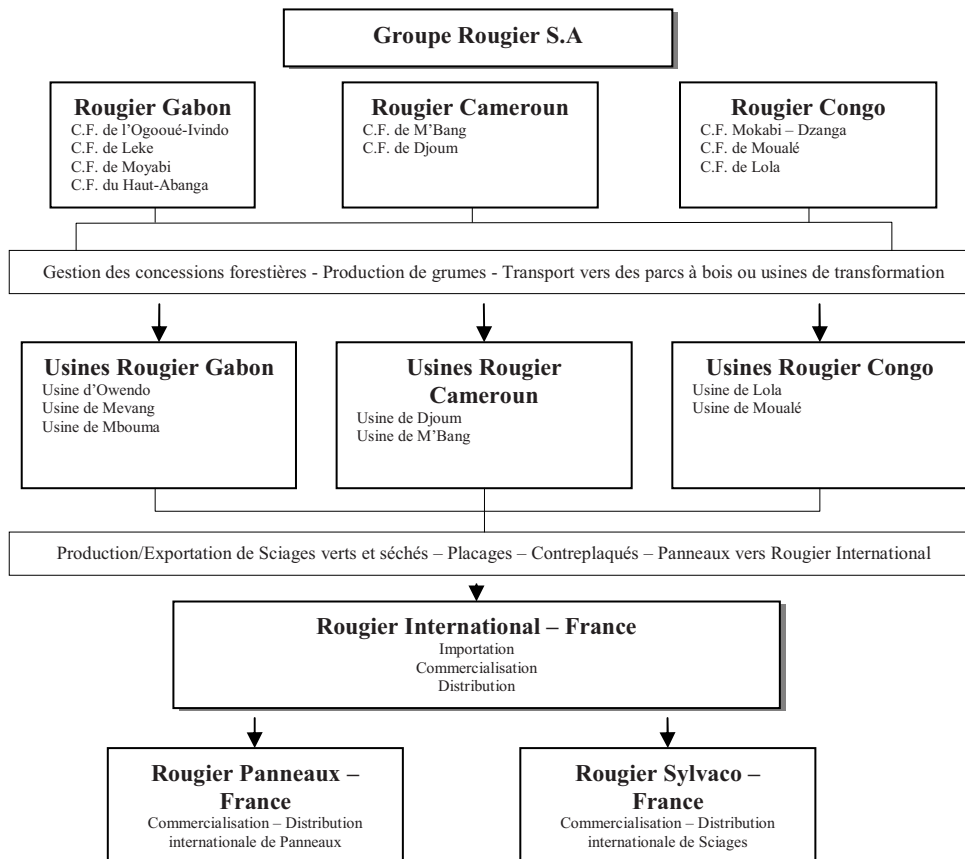 Groupe Rougier S.A
Rougier Gabon
C.F. de l’Ogooué-Ivindo
C.F. de Leke
C.F. de Moyabi
C.F. du Haut-Abanga
Rougier Cameroun
C.F. de M’Bang
C.F. de Djoum
Rougier Congo
C.F. Mokabi – Dzanga
C.F. de Moualé
C.F. de Lola
Gestion des concessions forestières - Production de grumes - Transport vers des parcs à bois ou usines de transformation
Usines Rougier Gabon
Usine d’Owendo
Usine de Mevang
Usine de Mbouma
Usines Rougier
Cameroun
Usine de Djoum
Usine de M’Bang
Usines Rougier Congo
Usine de Lola
Usine de Moualé
Production/Exportation de Sciages verts et séchés – Placages – Contreplaqués – Panneaux vers Rougier International
Rougier International – France
Importation
Commercialisation
Distribution
Rougier Panneaux –
France
Commercialisation – Distribution
internationale de Panneaux
Rougier Sylvaco –
France
Commercialisation – Distribution
internationale de Sciages